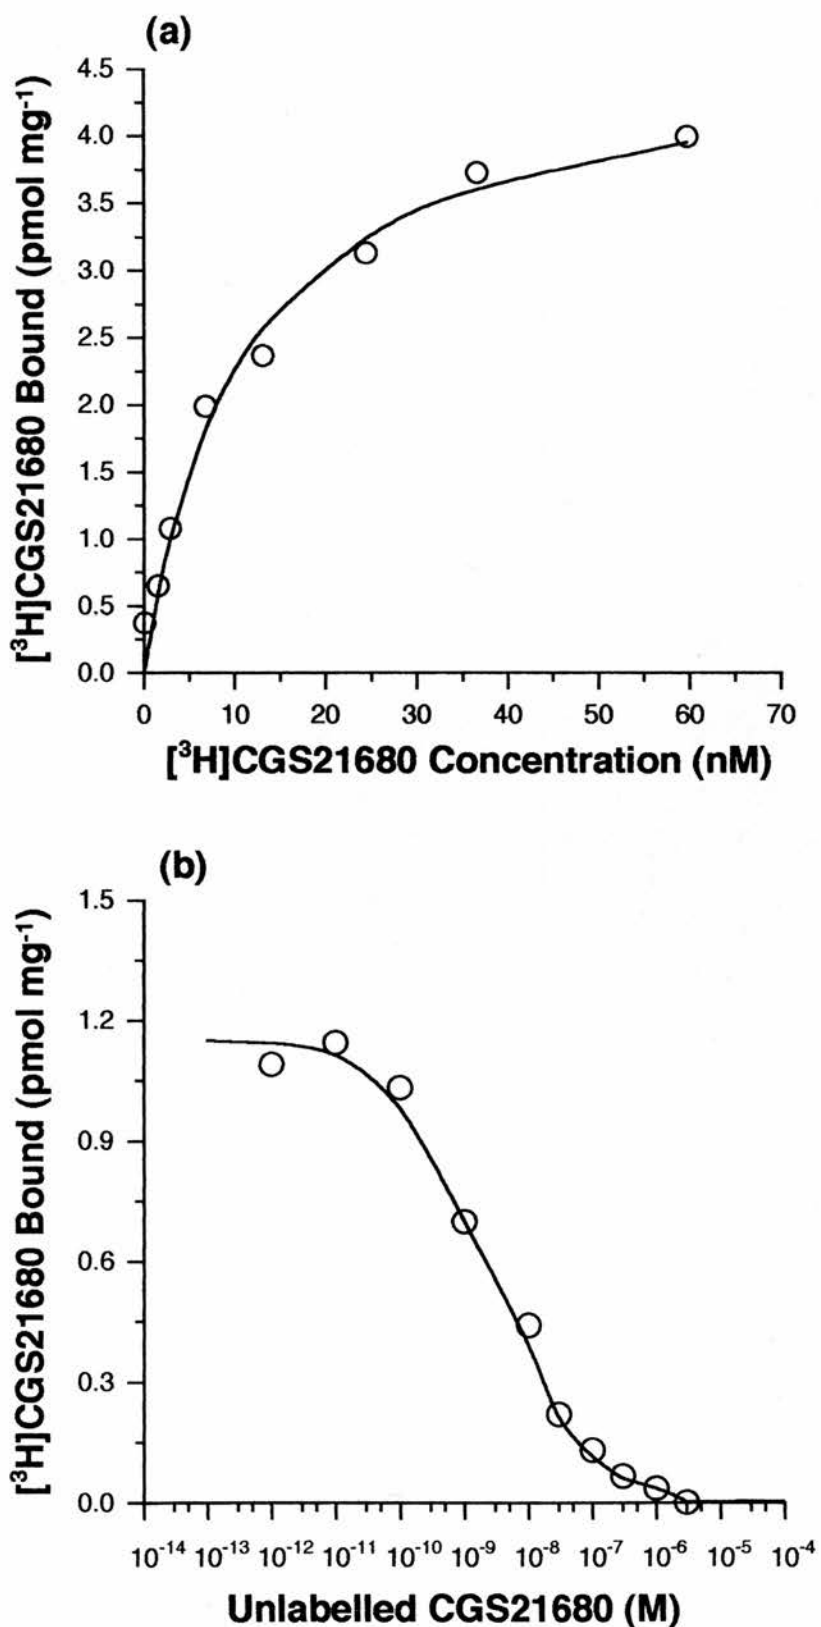 (a)
[³H]CGS21680 Bound (pmol mg⁻¹)
4.5
4.0
3.5
3.0
2.5
2.0
1.5
1.0
0.5
0.0
0 10 20 30 40 50 60 70
[³H]CGS21680 Concentration (nM)
(b)
[³H]CGS21680 Bound (pmol mg⁻¹)
1.5
1.2
0.9
0.6
0.3
0.0
10⁻¹⁴ 10⁻¹³ 10⁻¹² 10⁻¹¹ 10⁻¹⁰ 10⁻⁹ 10⁻⁸ 10⁻⁷ 10⁻⁶ 10⁻⁵ 10⁻⁴
Unlabelled CGS21680 (M)